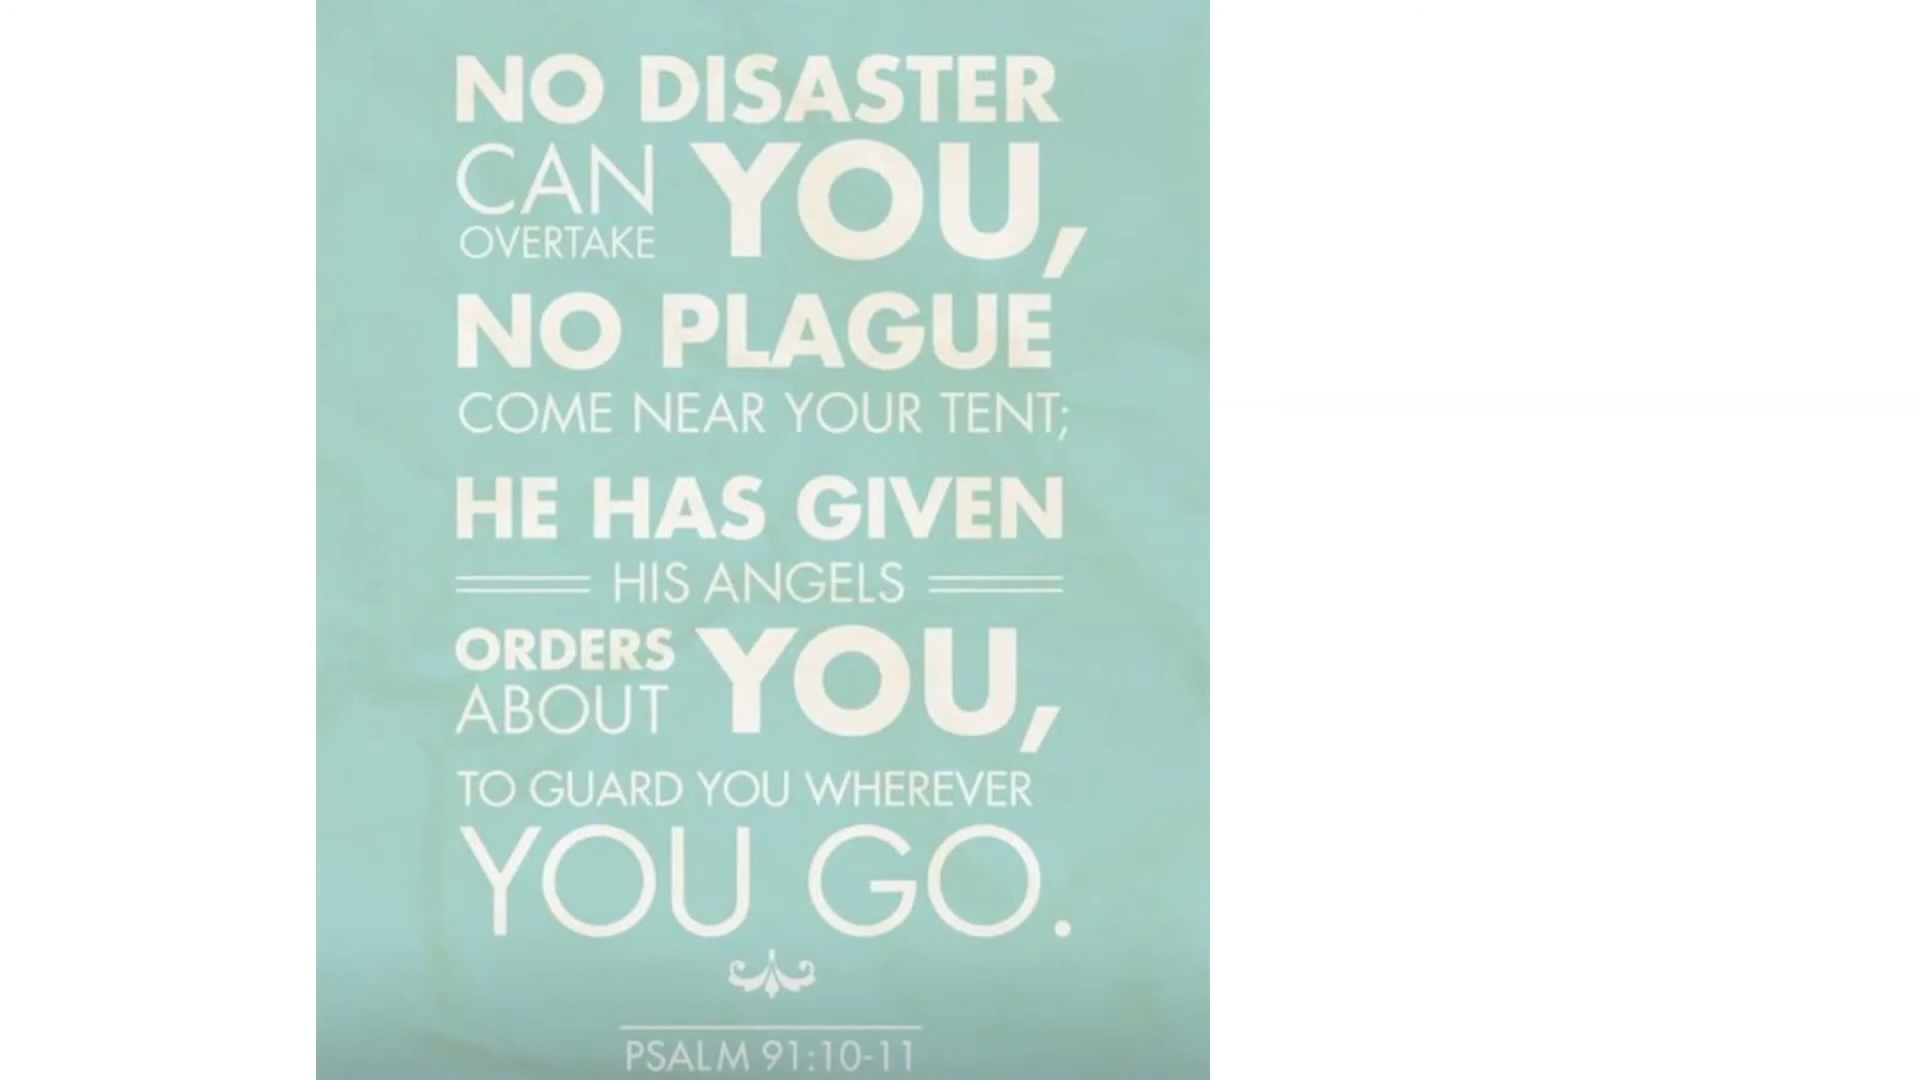 NO DISASTER
CAN
OVERTAKE YOU,
NO PLAGUE
COME NEAR YOUR TENT;
HE HAS GIVEN
HIS ANGELS
ORDERS
ABOUT YOU,
TO GUARD YOU WHEREVER
YOU GO.
PSALM 91:10-11